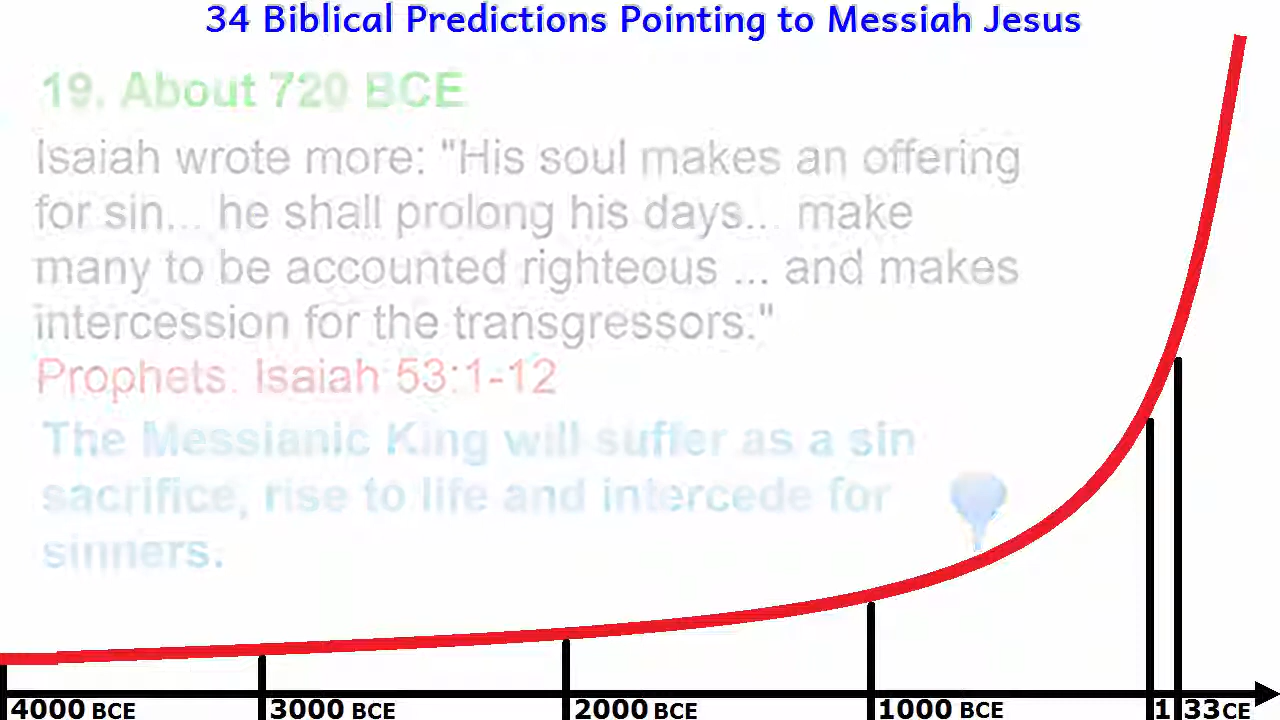 34 Biblical Predictions Pointing to Messiah Jesus
19. About 720 BCE
Isaiah wrote more: "His soul makes an offering
for sin... he shall prolong his days... make
many to be accounted righteous ... and makes
intercession for the transgressors."
Prophets: Isaiah 53:1-12
The Messianic King will suffer as a sin
sacrifice, rise to life and intercede for
sinners.
4000 BCE 3000 BCE 2000 BCE 1000 BCE 1 33 CE